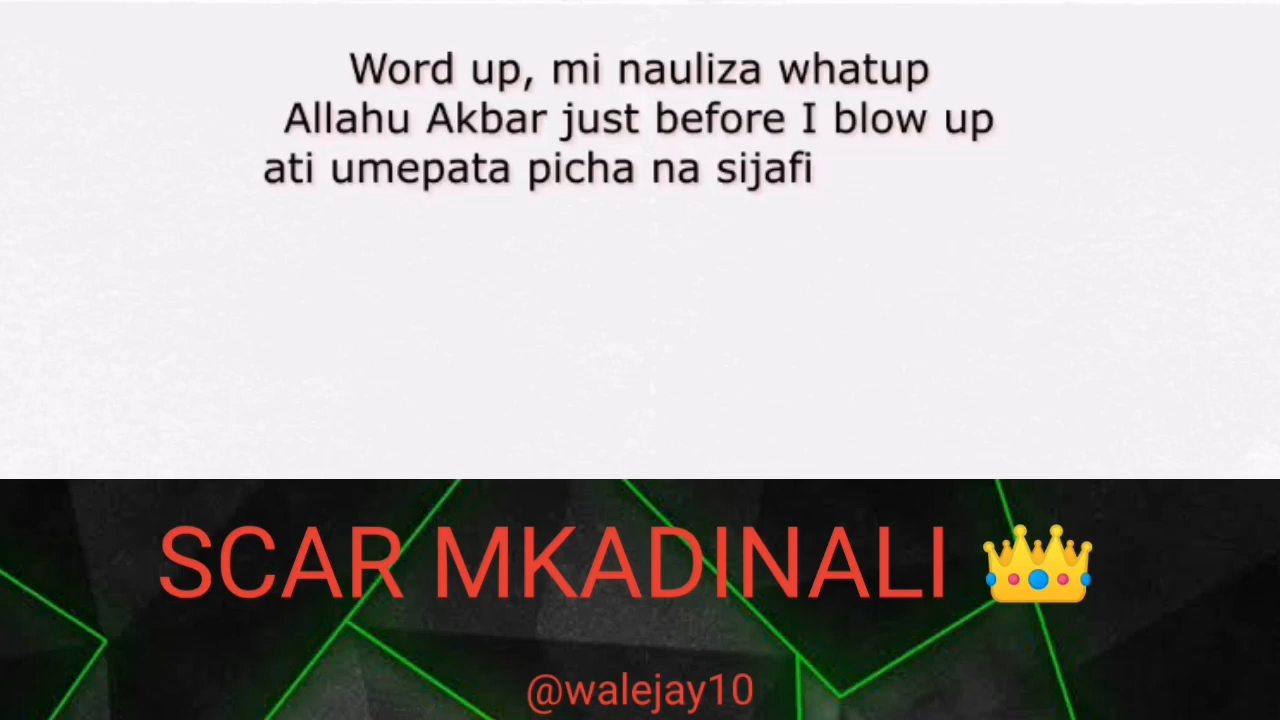 Word up, mi nauliza whatup
Allahu Akbar just before I blow up
ati umepata picha na sijafi
SCAR MKADINALI 👑
@walejay10